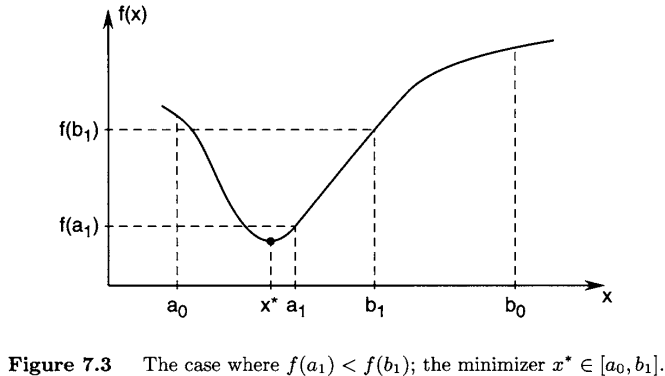 f(x)
f(b₁)
f(a₁)
a₀ x* a₁ b₁ b₀ x
Figure 7.3 The case where f(a₁) < f(b₁); the minimizer x* ∈ [a₀, b₁].